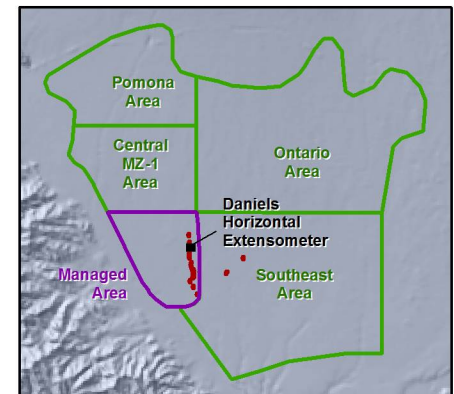 Pomona
Area
Central
MZ-1
Area
Ontario
Area
Daniels
Horizontal
Extensometer
Managed
Area
Southeast
Area